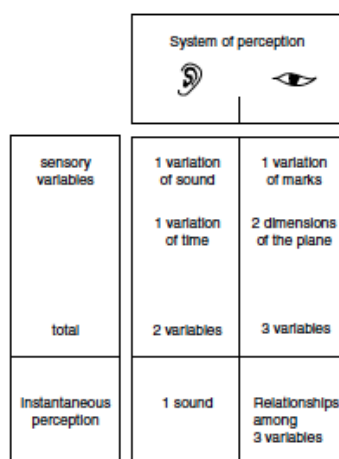 System of perception
sensory
variables
1 variation
of sound
1 variation
of marks
1 variation
of time
2 dimensions
of the plane
total
2 variables
3 variables
Instantaneous
perception
1 sound
Relationships
among
3 variables